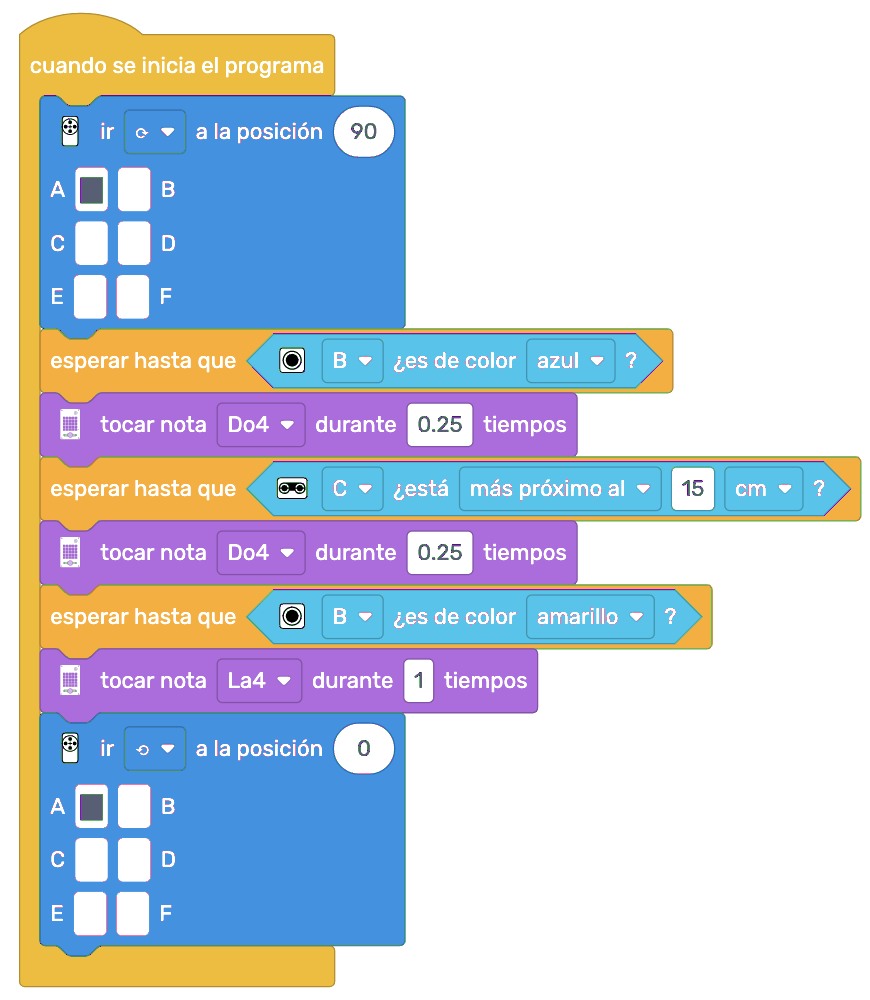 cuando se inicia el programa
ir a la posición 90
A B
C D
E F
esperar hasta que B ¿es de color azul ?
tocar nota Do4 durante 0.25 tiempos
esperar hasta que C ¿está más próximo al 15 cm ?
tocar nota Do4 durante 0.25 tiempos
esperar hasta que B ¿es de color amarillo ?
tocar nota La4 durante 1 tiempos
ir a la posición 0
A B
C D
E F